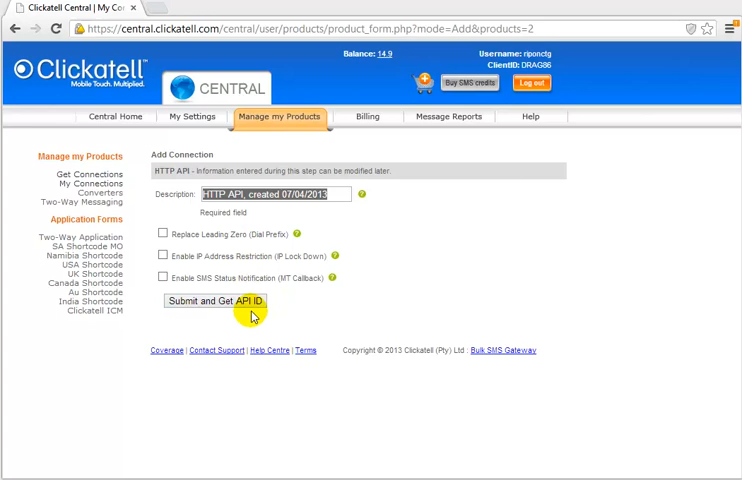 Clickatell Central | My Co
https://central.clickatell.com/central/user/products/product_form.php?mode=Add&products=2
Balance: 14.9
Username: riponctg
ClientID: DRAG86
Clickatell
Mobile Touch. Multiplied.
CENTRAL
Buy SMS credits
Log out
Central Home
My Settings
Manage my Products
Billing
Message Reports
Help
Manage my Products
Get Connections
My Connections
Converters
Two-Way Messaging
Application Forms
Two-Way Application
SA Shortcode MO
Namibia Shortcode
USA Shortcode
UK Shortcode
Canada Shortcode
Au Shortcode
India Shortcode
Clickatell ICM
Add Connection
HTTP API - Information entered during this step can be modified later.
Description: HTTP API, created 07/04/2013
Required field
Replace Leading Zero (Dial Prefix)
Enable IP Address Restriction (IP Lock Down)
Enable SMS Status Notification (MT Callback)
Submit and Get API ID
Coverage | Contact Support | Help Centre | Terms
Copyright © 2013 Clickatell (Pty) Ltd : Bulk SMS Gateway